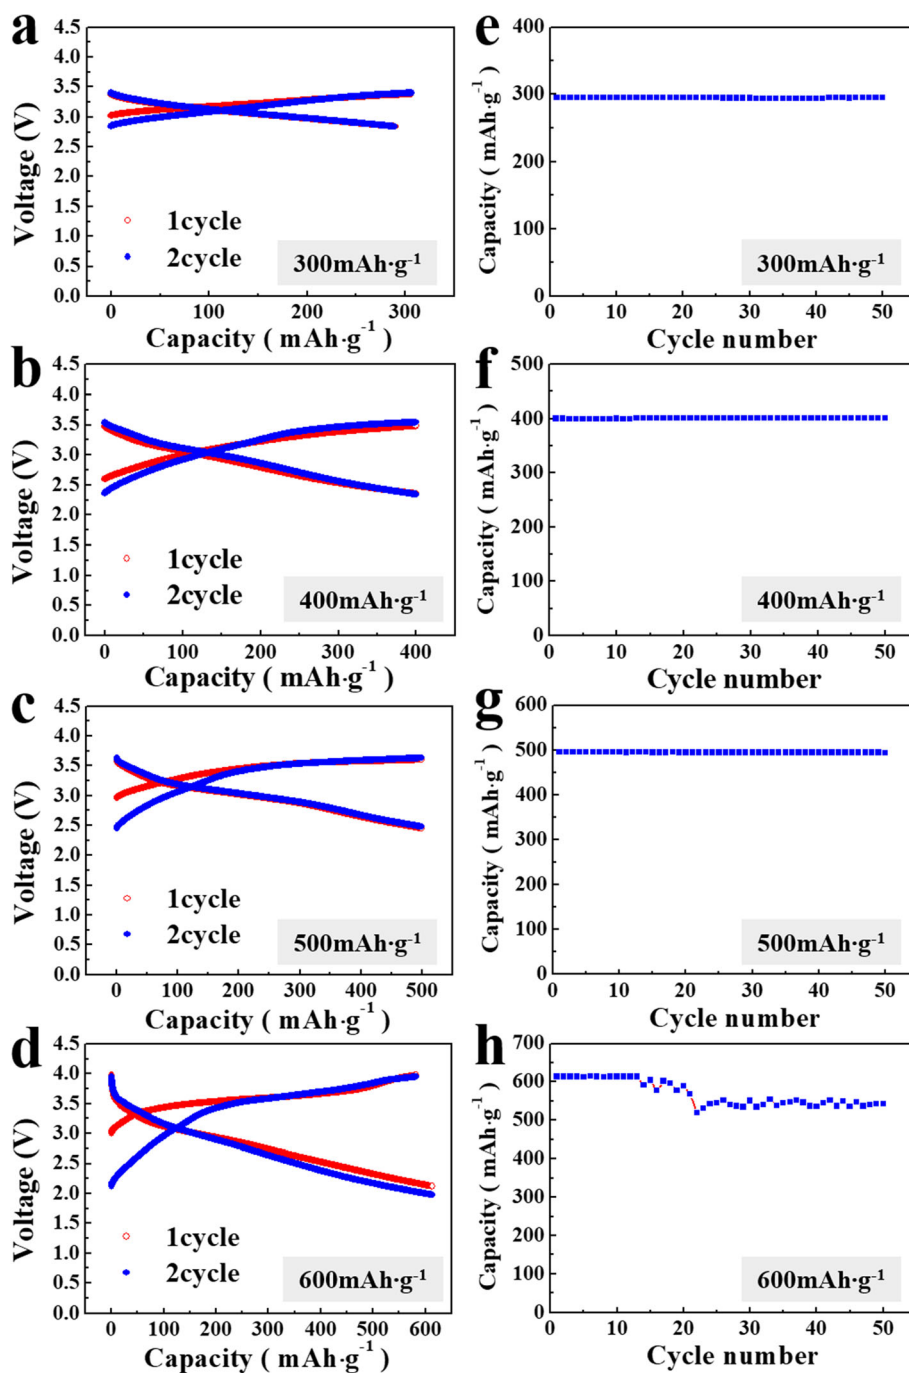 a
4.5
4.0
3.5
3.0
2.5
2.0
1.5
1.0
0.5
0.0
Voltage (V)
1cycle
2cycle
300mAh·g⁻¹
0 100 200 300
Capacity ( mAh·g⁻¹)
e
400
300
200
100
0
Capacity ( mAh·g⁻¹)
300mAh·g⁻¹
0 10 20 30 40 50
Cycle number
b
4.5
4.0
3.5
3.0
2.5
2.0
1.5
1.0
0.5
0.0
Voltage (V)
1cycle
2cycle
400mAh·g⁻¹
0 100 200 300 400
Capacity ( mAh·g⁻¹)
f
500
400
300
200
100
0
Capacity ( mAh·g⁻¹)
400mAh·g⁻¹
0 10 20 30 40 50
Cycle number
c
4.5
4.0
3.5
3.0
2.5
2.0
1.5
1.0
0.5
0.0
Voltage (V)
1cycle
2cycle
500mAh·g⁻¹
0 100 200 300 400 500
Capacity ( mAh·g⁻¹)
g
600
500
400
300
200
100
0
Capacity ( mAh·g⁻¹)
500mAh·g⁻¹
0 10 20 30 40 50
Cycle number
d
4.5
4.0
3.5
3.0
2.5
2.0
1.5
1.0
0.5
0.0
Voltage (V)
1cycle
2cycle
600mAh·g⁻¹
0 100 200 300 400 500 600
Capacity ( mAh·g⁻¹)
h
700
600
500
400
300
200
100
0
Capacity ( mAh·g⁻¹)
600mAh·g⁻¹
0 10 20 30 40 50
Cycle number